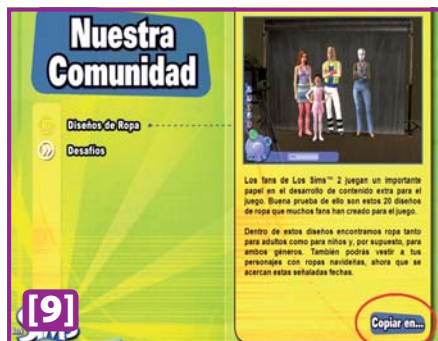 Nuestra
Comunidad
Diseños de Ropa
Desafíos
Los fans de Los Sims™ 2 juegan un importante
papel en el desarrollo de contenido extra para el
juego. Buena prueba de ello son estos 20 diseños
de ropa que muchos fans han creado para el juego.
Dentro de estos diseños encontramos ropa tanto
para adultos como para niños y, por supuesto, para
ambos géneros. También podrás vestir a tus
personajes con ropas navideñas, ahora que se
acercan estas señaladas fechas.
Copiar en...
[9]
Sims